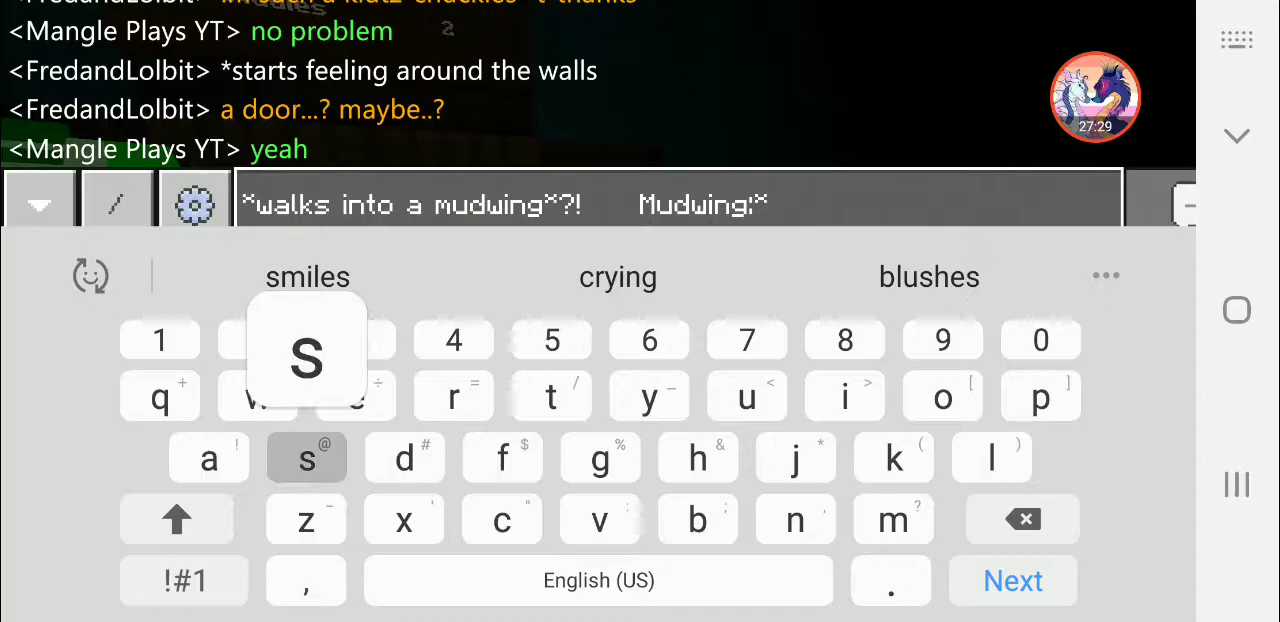 <Mangle Plays YT> no problem
<FredandLolbit> *starts feeling around the walls
<FredandLolbit> a door...? maybe..?
<Mangle Plays YT> yeah
27:29
/ *walks into a mudwing*?! Mudwing:*
smiles crying blushes
s
1 4 5 6 7 8 9 0
q + ÷ r = t / y _ u < i > o [ p ]
a ! s @ d # f $ g % h & j * k ( l )
z - x ' c " v : b ; n , m ?
!#1 , English (US) . Next